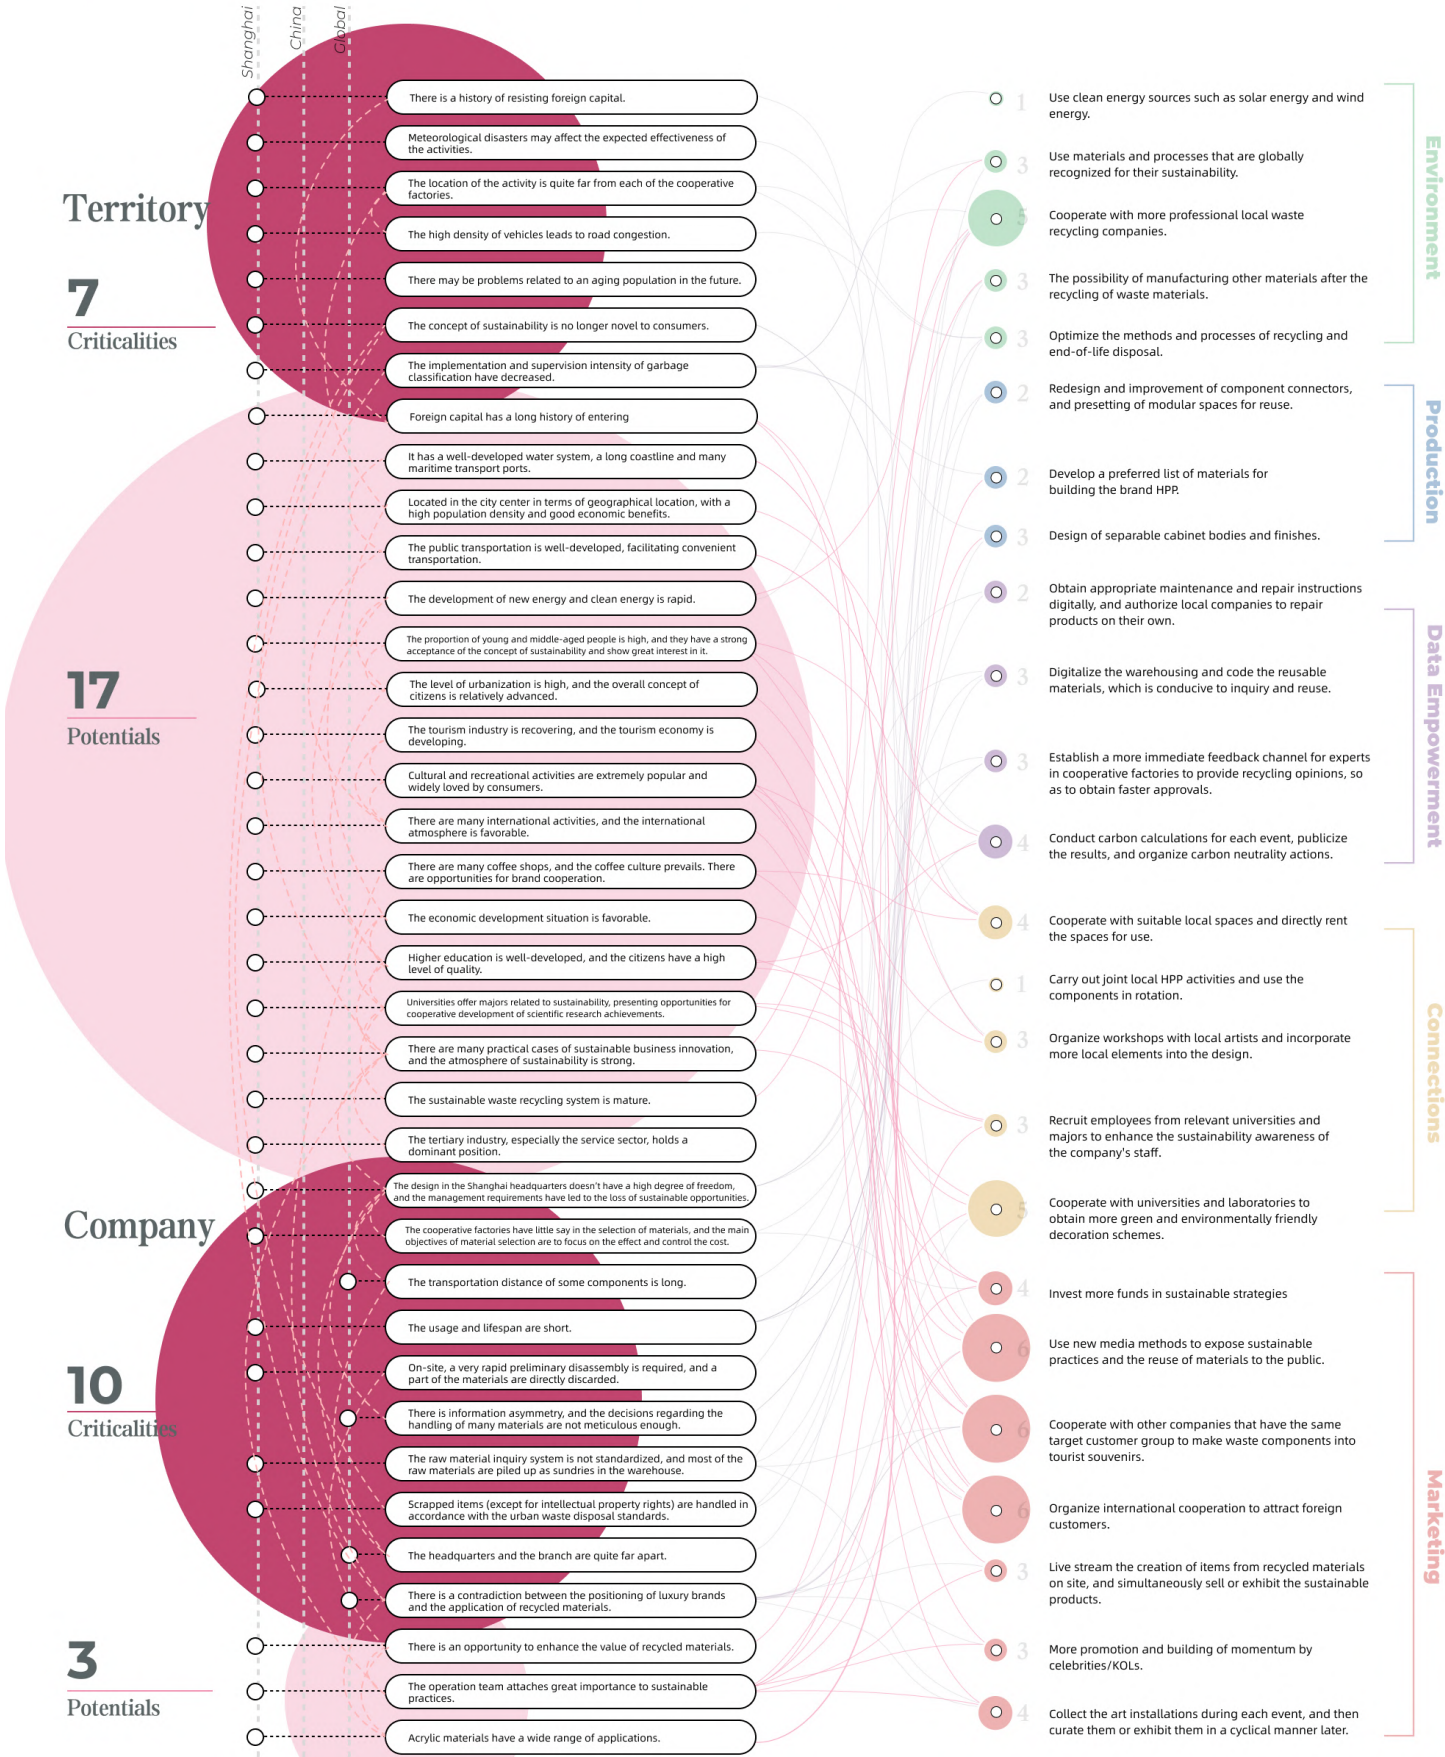 Shanghai
China
Global
Territory
7
Criticalities
17
Potentials
Company
10
Criticalities
3
Potentials
There is a history of resisting foreign capital.
Meteorological disasters may affect the expected effectiveness of
the activities.
The location of the activity is quite far from each of the cooperative
factories.
The high density of vehicles leads to road congestion.
There may be problems related to an aging population in the future.
The concept of sustainability is no longer novel to consumers.
The implementation and supervision intensity of garbage
classification have decreased.
Foreign capital has a long history of entering
It has a well-developed water system, a long coastline and many
maritime transport ports.
Located in the city center in terms of geographical location, with a
high population density and good economic benefits.
The public transportation is well-developed, facilitating convenient
transportation.
The development of new energy and clean energy is rapid.
The proportion of young and middle-aged people is high, and they have a strong
acceptance of the concept of sustainability and show great interest in it.
The level of urbanization is high, and the overall concept of
citizens is relatively advanced.
The tourism industry is recovering, and the tourism economy is
developing.
Cultural and recreational activities are extremely popular and
widely loved by consumers.
There are many international activities, and the international
atmosphere is favorable.
There are many coffee shops, and the coffee culture prevails. There
are opportunities for brand cooperation.
The economic development situation is favorable.
Higher education is well-developed, and the citizens have a high
level of quality.
Universities offer majors related to sustainability, presenting opportunities for
cooperative development of scientific research achievements.
There are many practical cases of sustainable business innovation,
and the atmosphere of sustainability is strong.
The sustainable waste recycling system is mature.
The tertiary industry, especially the service sector, holds a
dominant position.
The design in the Shanghai headquarters doesn't have a high degree of freedom,
and the management requirements have led to the loss of sustainable opportunities.
The cooperative factories have little say in the selection of materials, and the main
objectives of material selection are to focus on the effect and control the cost.
The transportation distance of some components is long.
The usage and lifespan are short.
On-site, a very rapid preliminary disassembly is required, and a
part of the materials are directly discarded.
There is information asymmetry, and the decisions regarding the
handling of many materials are not meticulous enough.
The raw material inquiry system is not standardized, and most of the
raw materials are piled up as sundries in the warehouse.
Scrapped items (except for intellectual property rights) are handled in
accordance with the urban waste disposal standards.
The headquarters and the branch are quite far apart.
There is a contradiction between the positioning of luxury brands
and the application of recycled materials.
There is an opportunity to enhance the value of recycled materials.
The operation team attaches great importance to sustainable
practices.
Acrylic materials have a wide range of applications.
Environment
1
Use clean energy sources such as solar energy and wind
energy.
3
Use materials and processes that are globally
recognized for their sustainability.
5
Cooperate with more professional local waste
recycling companies.
3
The possibility of manufacturing other materials after the
recycling of waste materials.
3
Optimize the methods and processes of recycling and
end-of-life disposal.
Production
2
Redesign and improvement of component connectors,
and presetting of modular spaces for reuse.
2
Develop a preferred list of materials for
building the brand HPP.
3
Design of separable cabinet bodies and finishes.
Data Empowerment
2
Obtain appropriate maintenance and repair instructions
digitally, and authorize local companies to repair
products on their own.
3
Digitalize the warehousing and code the reusable
materials, which is conducive to inquiry and reuse.
3
Establish a more immediate feedback channel for experts
in cooperative factories to provide recycling opinions, so
as to obtain faster approvals.
4
Conduct carbon calculations for each event, publicize
the results, and organize carbon neutrality actions.
Connections
4
Cooperate with suitable local spaces and directly rent
the spaces for use.
1
Carry out joint local HPP activities and use the
components in rotation.
3
Organize workshops with local artists and incorporate
more local elements into the design.
3
Recruit employees from relevant universities and
majors to enhance the sustainability awareness of
the company's staff.
5
Cooperate with universities and laboratories to
obtain more green and environmentally friendly
decoration schemes.
Marketing
4
Invest more funds in sustainable strategies
6
Use new media methods to expose sustainable
practices and the reuse of materials to the public.
6
Cooperate with other companies that have the same
target customer group to make waste components into
tourist souvenirs.
6
Organize international cooperation to attract foreign
customers.
3
Live stream the creation of items from recycled materials
on site, and simultaneously sell or exhibit the sustainable
products.
3
More promotion and building of momentum by
celebrities/KOLs.
4
Collect the art installations during each event, and then
curate them or exhibit them in a cyclical manner later.